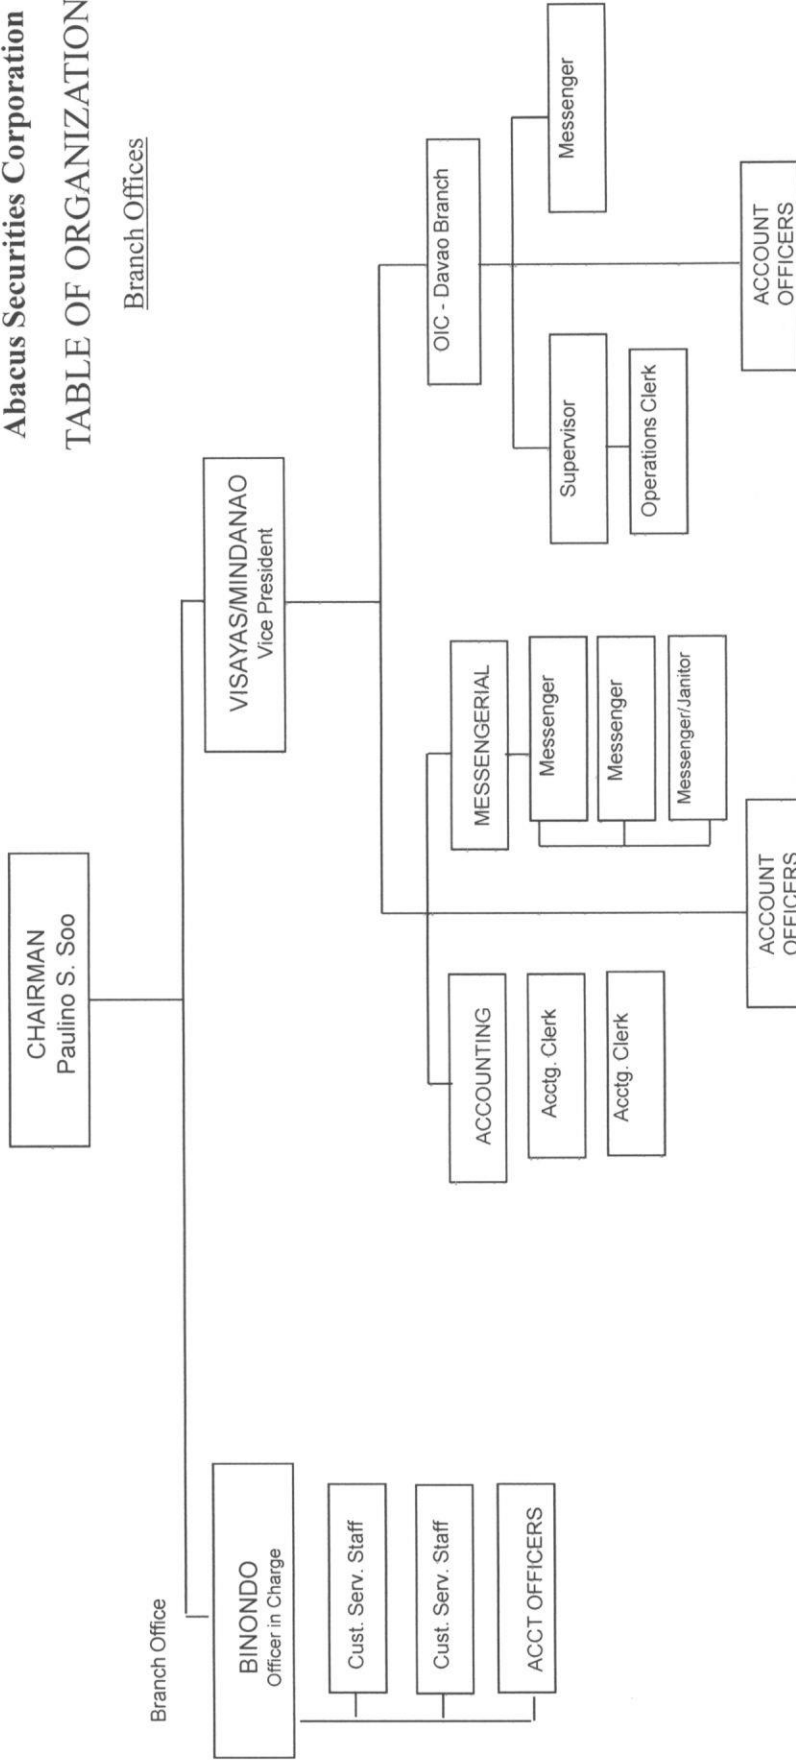 Abacus Securities Corporation
TABLE OF ORGANIZATION
Branch Offices
CHAIRMAN
Paulino S. Soo
Branch Office
BINONDO
Officer in Charge
Cust. Serv. Staff
Cust. Serv. Staff
ACCT OFFICERS
VISAYAS/MINDANAO
Vice President
ACCOUNTING
Acctg. Clerk
Acctg. Clerk
MESSENGERIAL
Messenger
Messenger
Messenger/Janitor
ACCOUNT
OFFICERS
OIC - Davao Branch
Supervisor
Operations Clerk
Messenger
ACCOUNT
OFFICERS